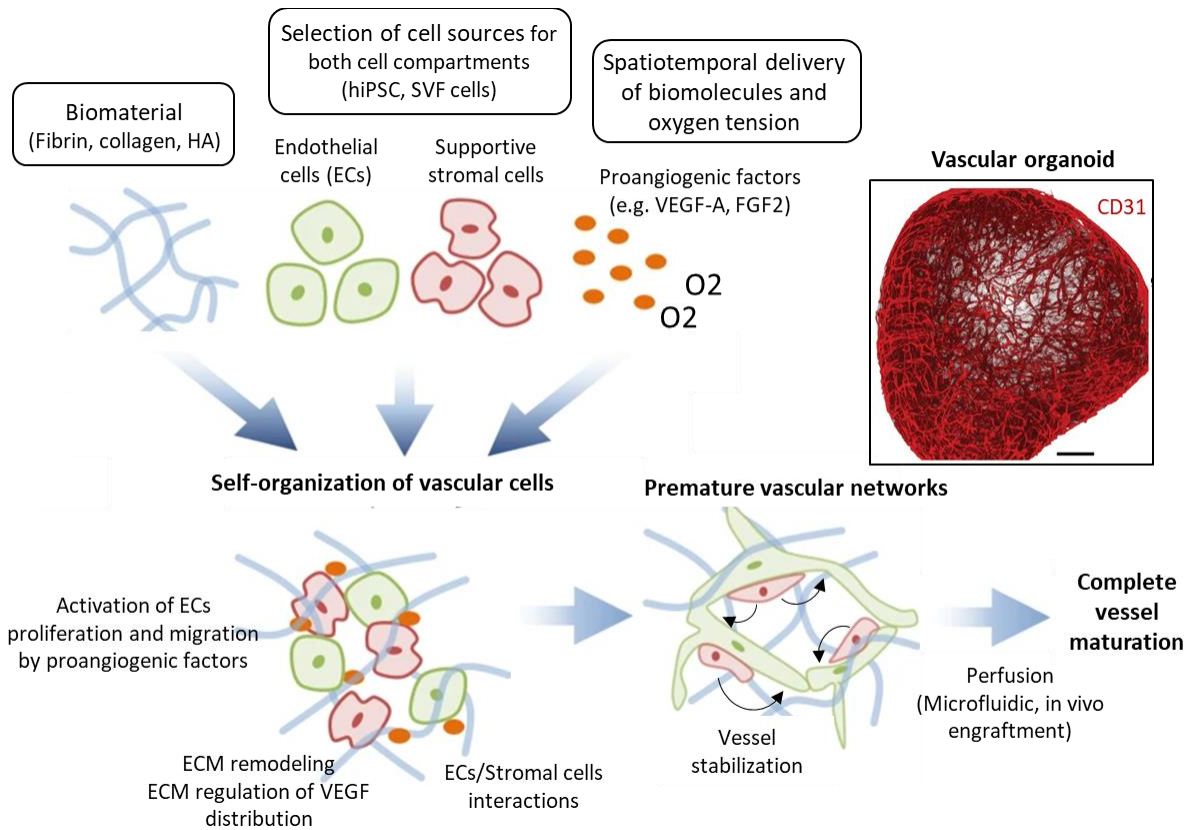 Selection of cell sources for
both cell compartments
(hiPSC, SVF cells)
Spatiotemporal delivery
of biomolecules and
oxygen tension
Biomaterial
(Fibrin, collagen, HA)
Endothelial
cells (ECs)
Supportive
stromal cells
Proangiogenic factors
(e.g. VEGF-A, FGF2)
O2
O2
Vascular organoid
CD31
Self-organization of vascular cells
Premature vascular networks
Activation of ECs
proliferation and migration
by proangiogenic factors
ECM remodeling
ECM regulation of VEGF
distribution
ECs/Stromal cells
interactions
Vessel
stabilization
Complete
vessel
maturation
Perfusion
(Microfluidic, in vivo
engraftment)